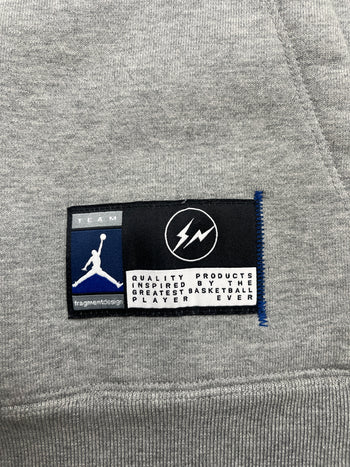 TEAM
fragmentdesign
QUALITY PRODUCTS
INSPIRED BY THE
GREATEST BASKETBALL
PLAYER EVER